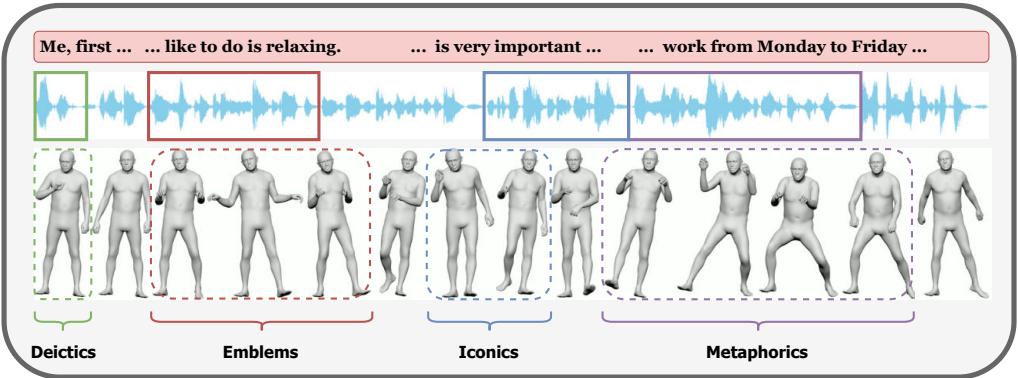 Me, first ... ... like to do is relaxing. ... is very important ... ... work from Monday to Friday ...
Deictics Emblems Iconics Metaphorics